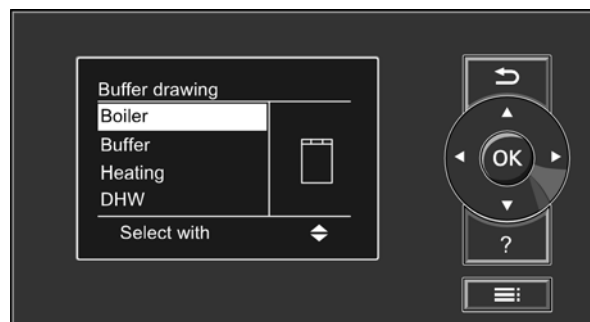 Buffer drawing
Boiler
Buffer
Heating
DHW
Select with
OK
?